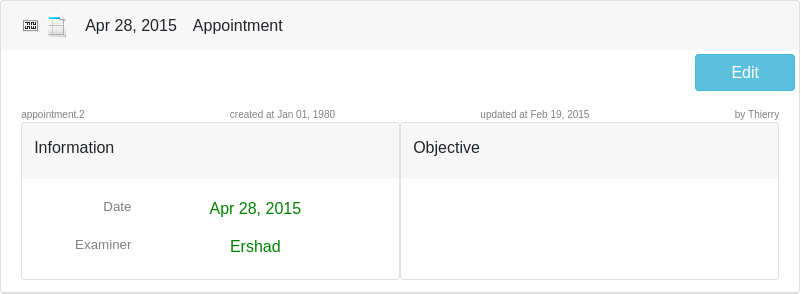 Apr 28, 2015 Appointment
Edit
appointment.2 created at Jan 01, 1980 updated at Feb 19, 2015 by Thierry
Information Objective
Date Apr 28, 2015
Examiner Ershad